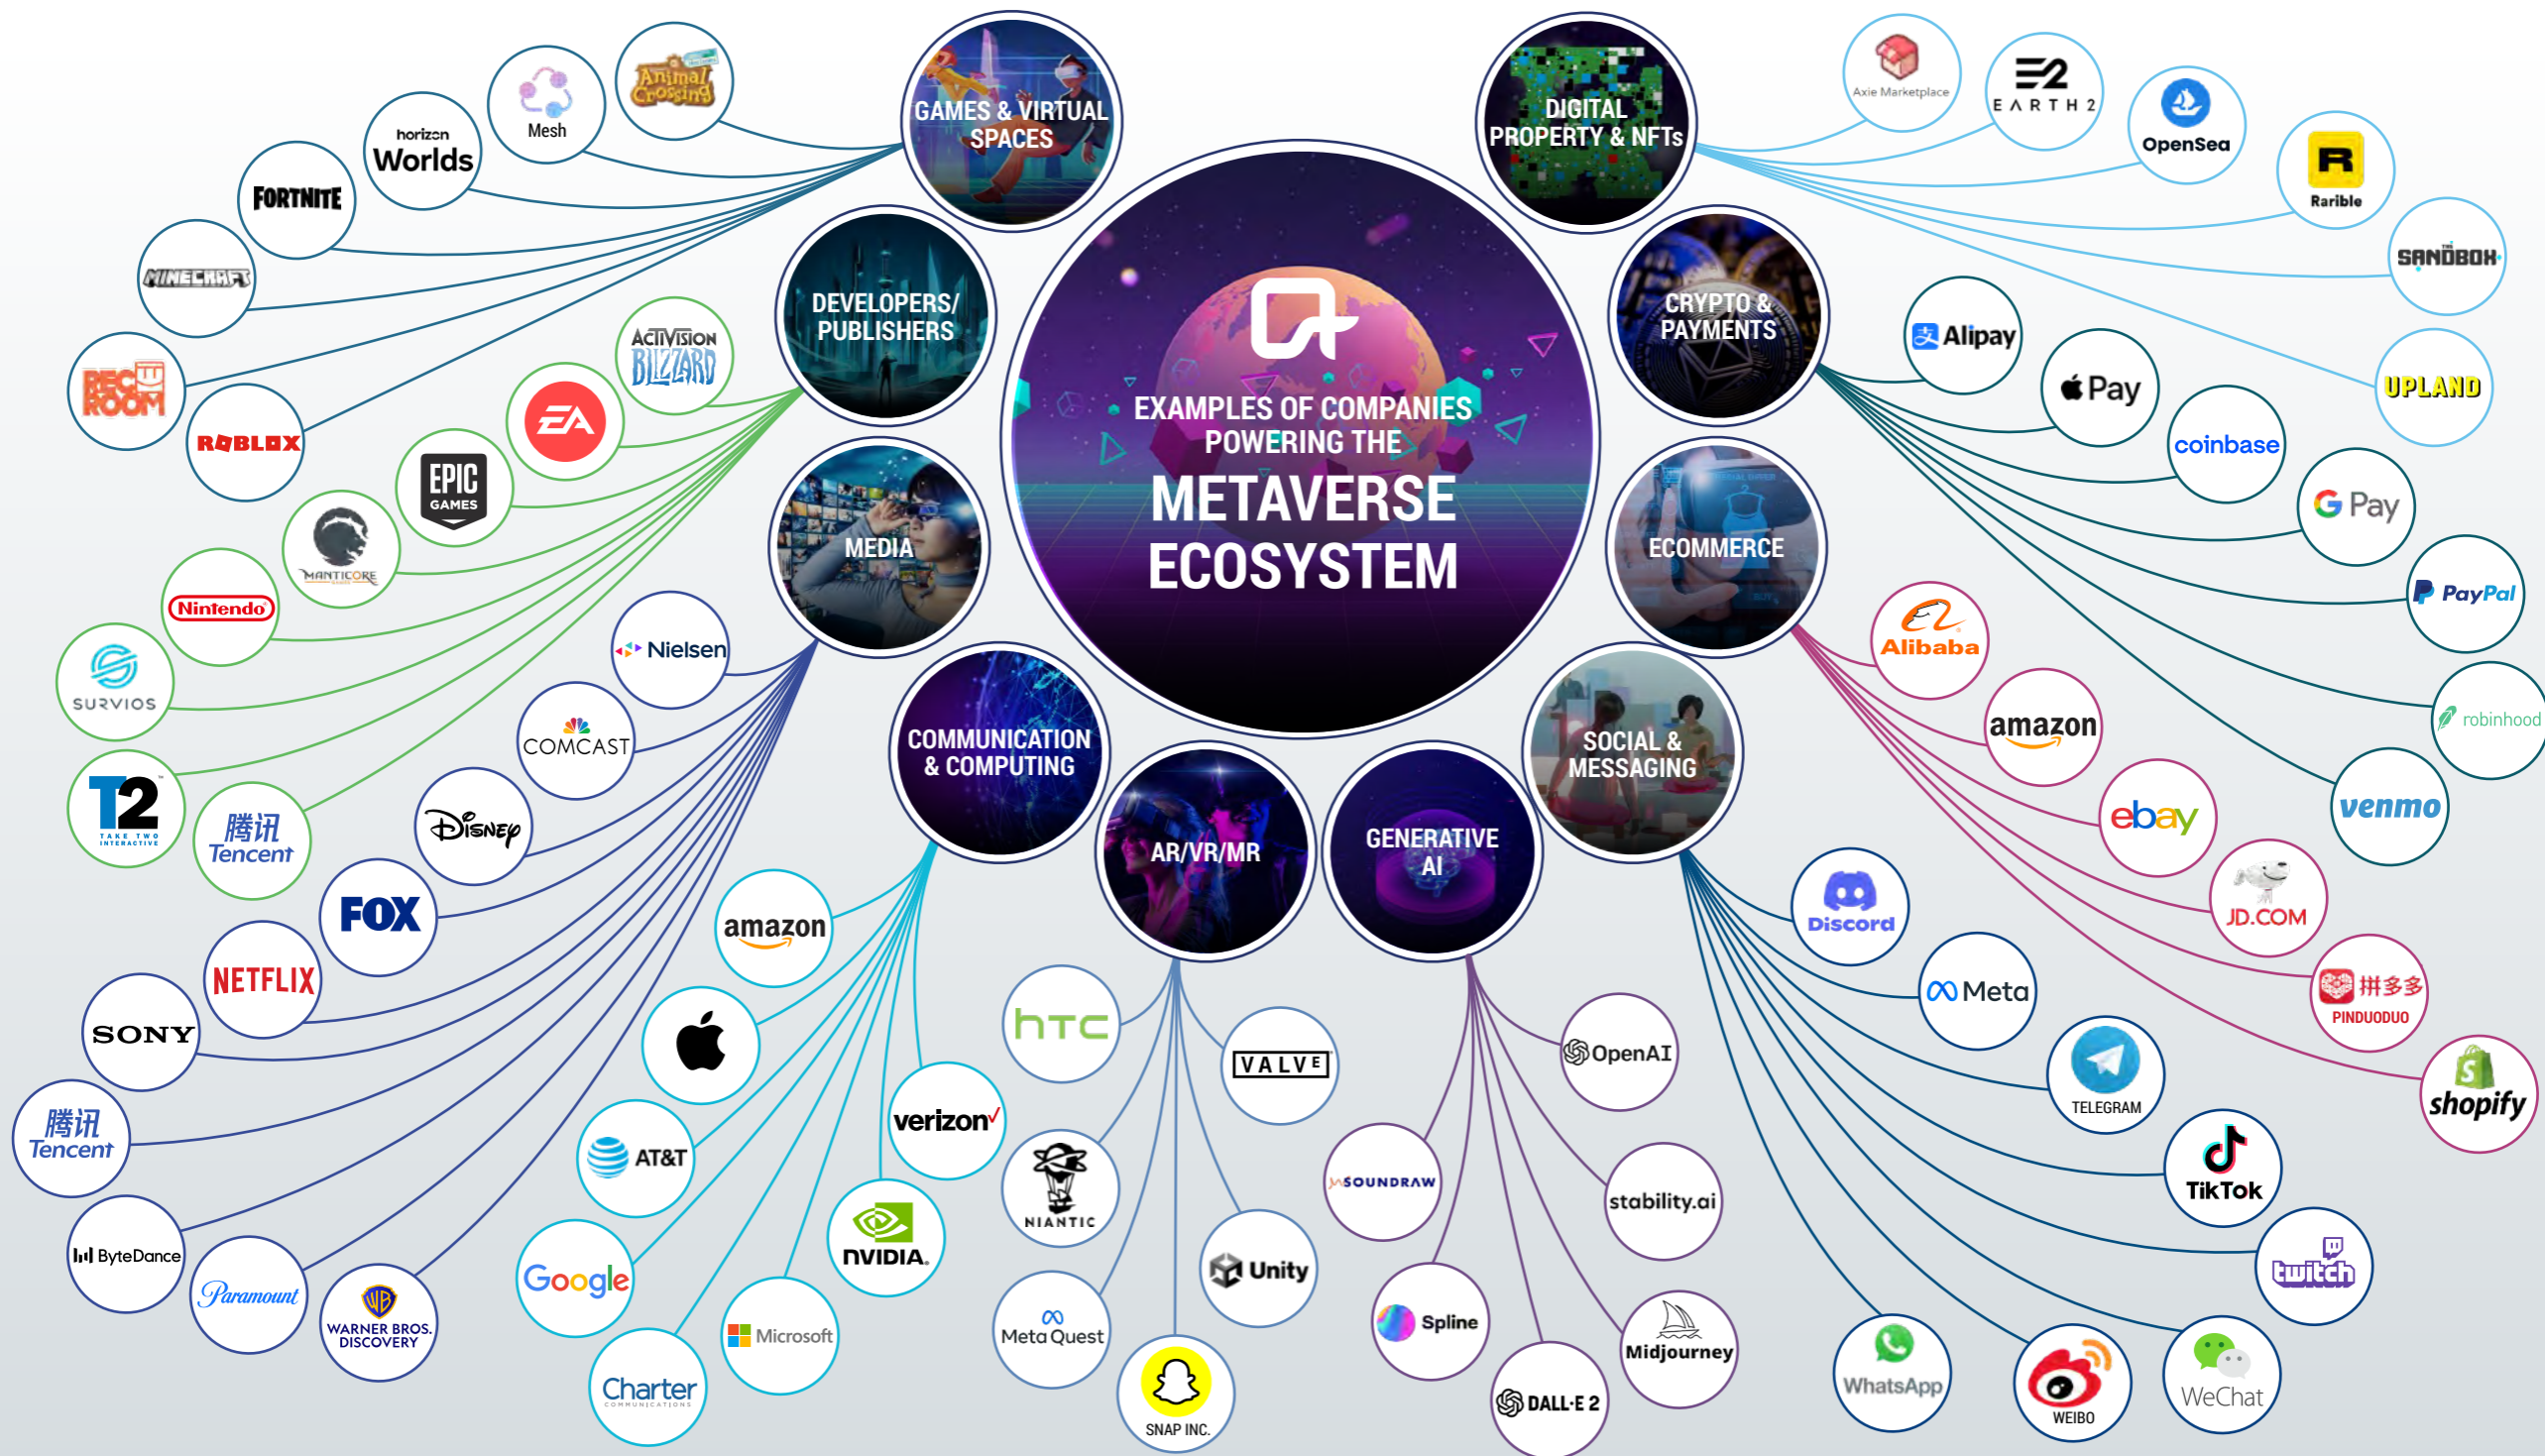 EXAMPLES OF COMPANIES
POWERING THE
METAVERSE
ECOSYSTEM
GAMES & VIRTUAL
SPACES
Animal
Crossing
Mesh
horizon
Worlds
FORTNITE
MINECRAFT
REC
ROOM
ROBLOX
DEVELOPERS/
PUBLISHERS
ACTIVISION
BLIZZARD
EA
EPIC
GAMES
MANTICORE
Nintendo
SURVIOS
T2
TAKE TWO
INTERACTIVE
腾讯
Tencent
MEDIA
Nielsen
COMCAST
Disney
FOX
NETFLIX
SONY
腾讯
Tencent
ByteDance
Paramount
WB
WARNER BROS.
DISCOVERY
COMMUNICATION
& COMPUTING
amazon
AT&T
Google
Charter
COMMUNICATIONS
Microsoft
NVIDIA.
verizon
AR/VR/MR
hTC
NIANTIC
Meta Quest
SNAP INC.
Unity
VALVE
GENERATIVE
AI
OpenAI
stability.ai
Midjourney
DALL·E 2
Spline
SOUNDRAW
SOCIAL &
MESSAGING
Discord
Meta
TELEGRAM
TikTok
twitch
WeChat
WEIBO
WhatsApp
ECOMMERCE
Alibaba
amazon
ebay
JD.COM
拼多多
PINDUODUO
S
shopify
CRYPTO &
PAYMENTS
支 Alipay
Pay
coinbase
G Pay
PayPal
robinhood
venmo
DIGITAL
PROPERTY & NFTs
Axie Marketplace
E2
EARTH 2
OpenSea
R
Rarible
THE
SANDBOX
UPLAND